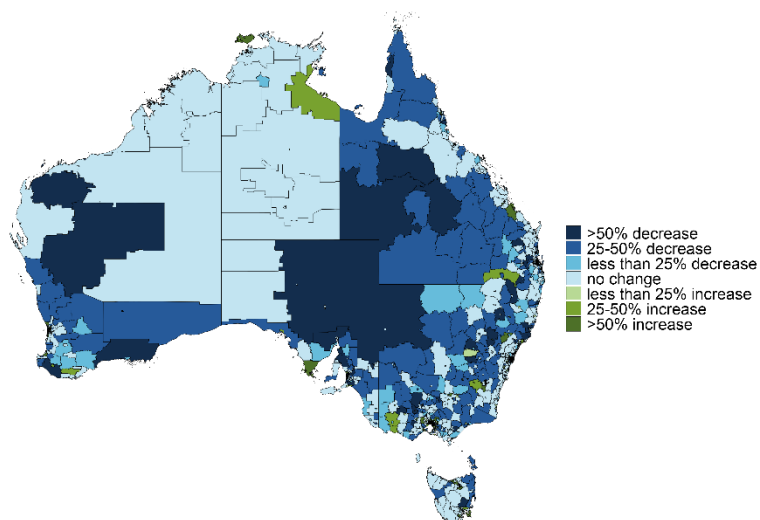 >50% decrease
25-50% decrease
less than 25% decrease
no change
less than 25% increase
25-50% increase
>50% increase